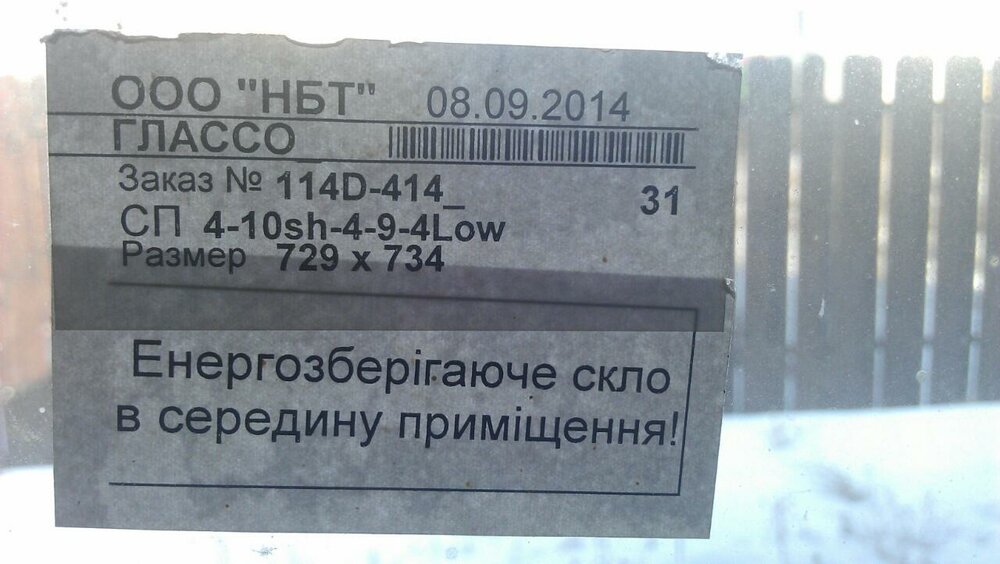 ООО "НБТ" 08.09.2014
ГЛАССО
Заказ № 114D-414_ 31
СП 4-10sh-4-9-4Low
Размер 729 x 734
Енергозберігаюче скло
в середину приміщення!